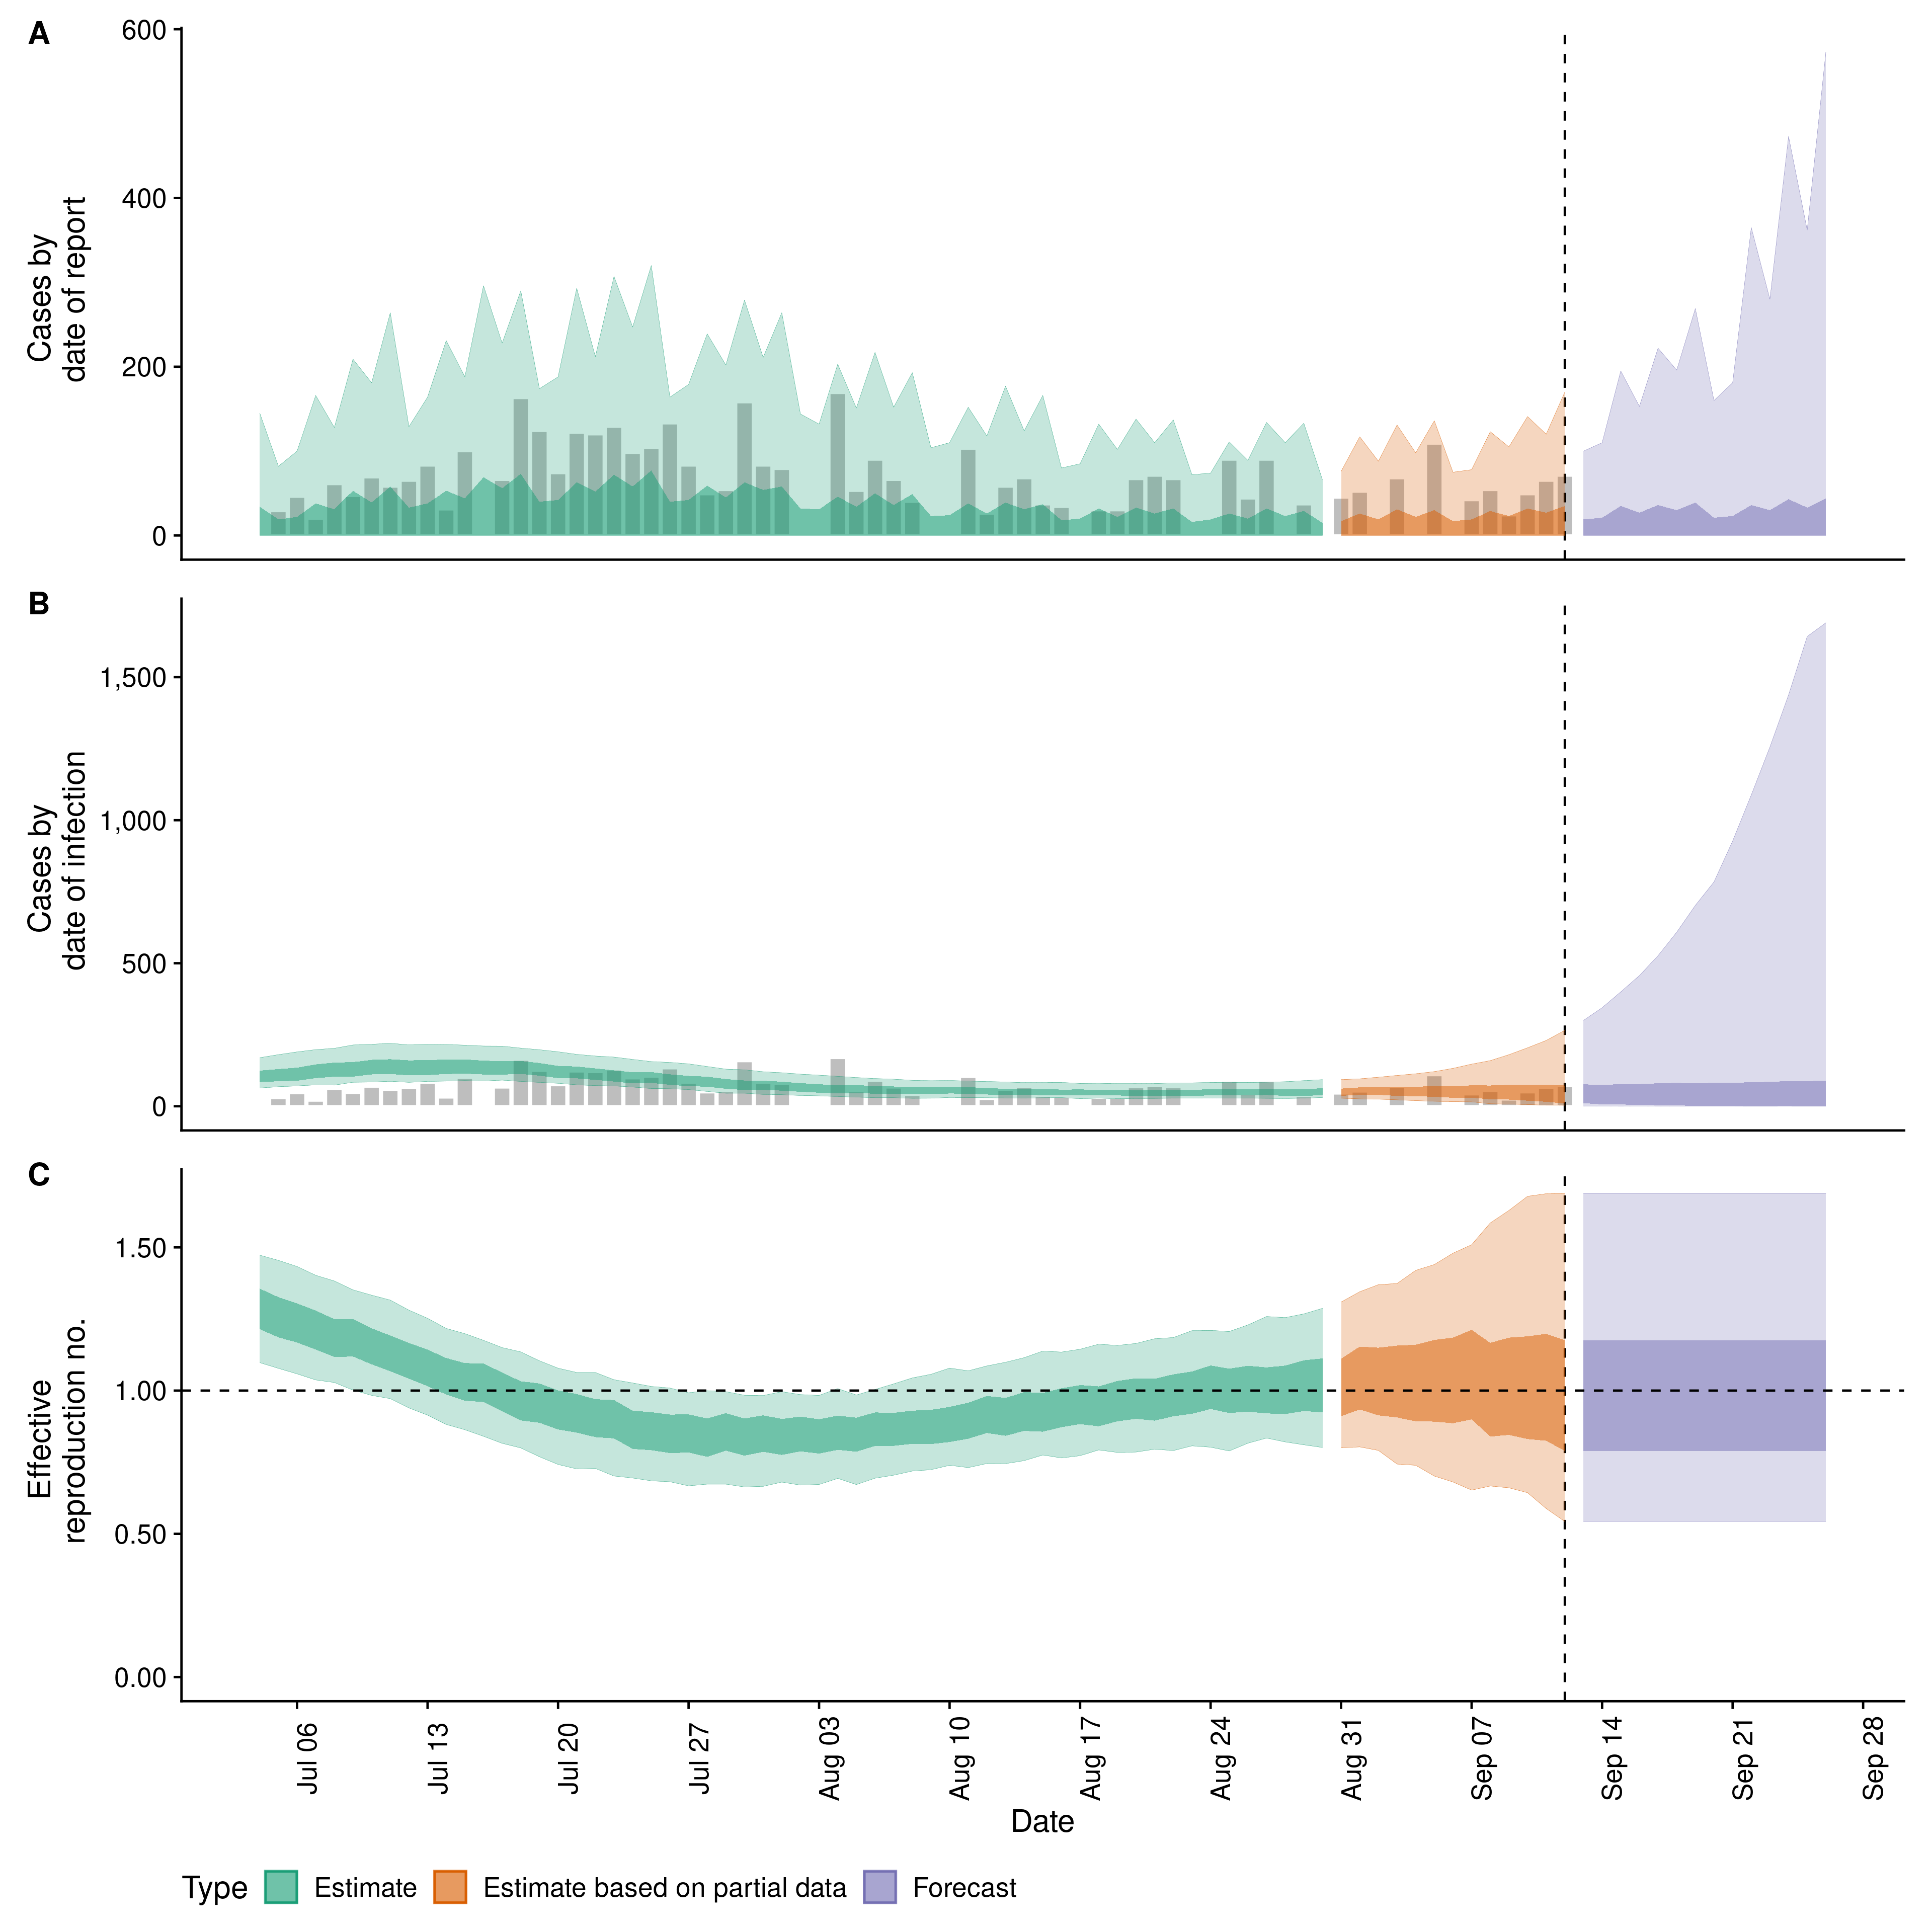 A
600
400
200
0
Cases by
date of report
B
1,500
1,000
500
0
Cases by
date of infection
C
1.50
1.00
0.50
0.00
Effective
reproduction no.
Jul 06
Jul 13
Jul 20
Jul 27
Aug 03
Aug 10
Aug 17
Aug 24
Aug 31
Sep 07
Sep 14
Sep 21
Sep 28
Date
Type Estimate Estimate based on partial data Forecast